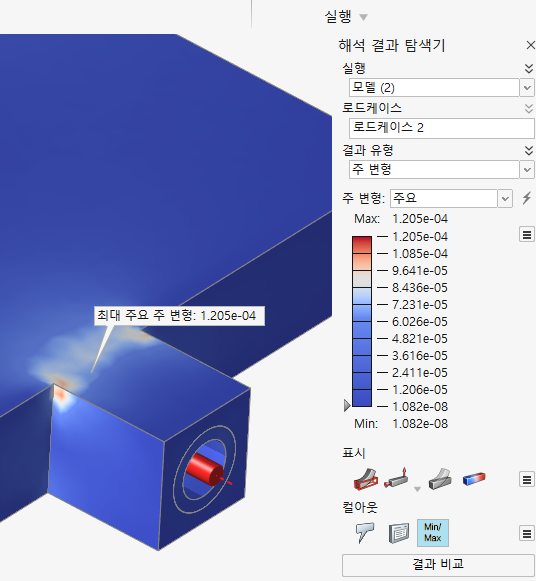 실행
해석 결과 탐색기
실행
모델 (2)
로드케이스
로드케이스 2
결과 유형
주 변형
주 변형: 주요
Max: 1.205e-04
1.205e-04
1.085e-04
9.641e-05
8.436e-05
7.231e-05
6.026e-05
4.821e-05
3.616e-05
2.411e-05
1.206e-05
1.082e-08
Min: 1.082e-08
최대 주요 주 변형: 1.205e-04
표시
컬아웃
Min/
Max
결과 비교